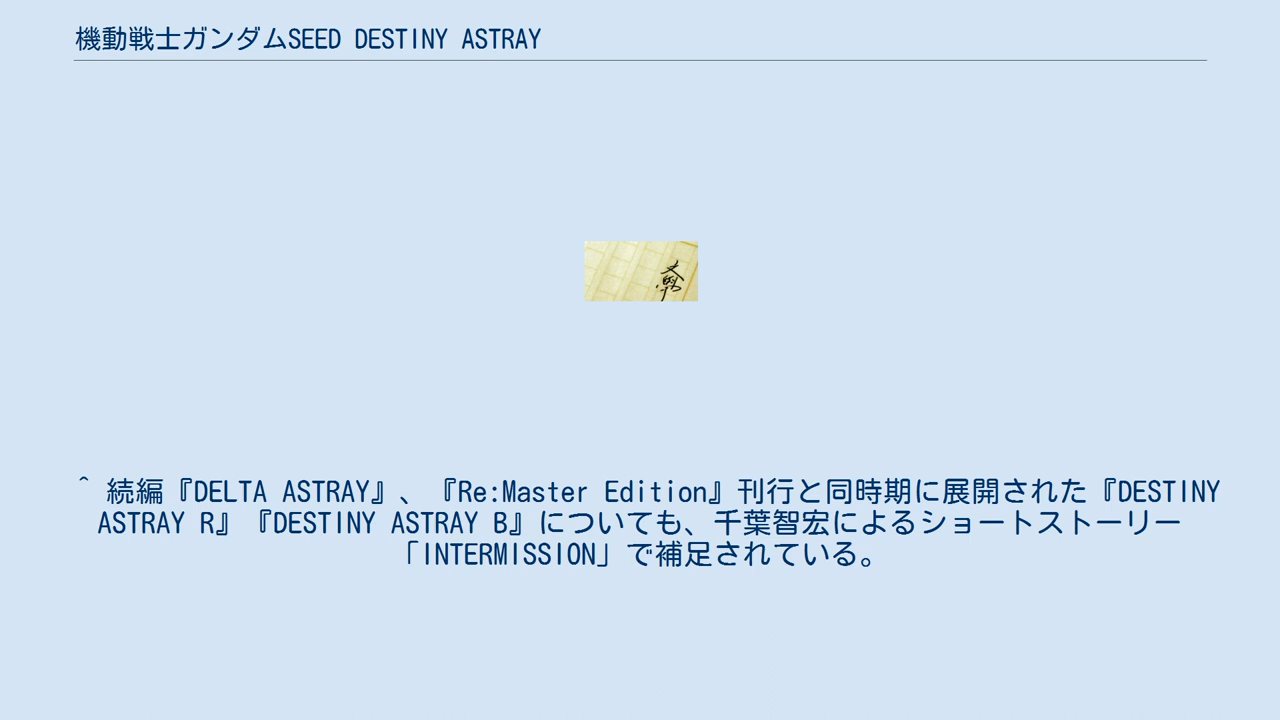 機動戦士ガンダムSEED DESTINY ASTRAY
^ 続編『DELTA ASTRAY』、『Re:Master Edition』刊行と同時期に展開された『DESTINY
ASTRAY R』『DESTINY ASTRAY B』についても、千葉智宏によるショートストーリー
「INTERMISSION」で補足されている。